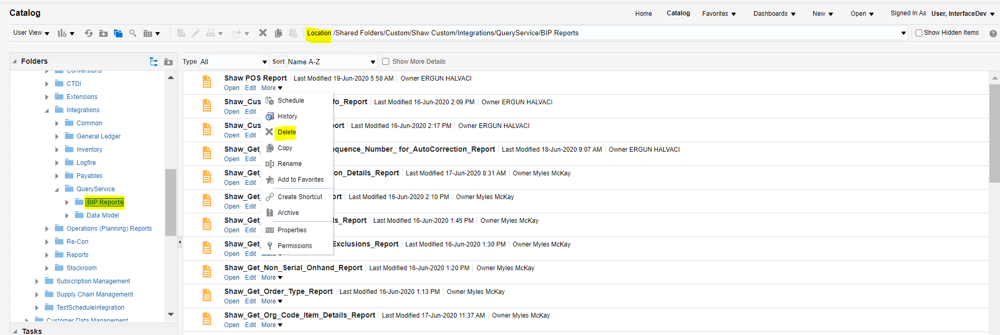 Catalog
Home Catalog Favorites Dashboards New Open Signed In As User, InterfaceDev
User View Location /Shared Folders/Custom/Shaw Custom/Integrations/QueryService/BIP Reports Show Hidden Items
Folders
Conversions
CTDI
Extensions
Integrations
Common
General Ledger
Inventory
Logfire
Payables
QueryService
BIP Reports
Data Model
Operations (Planning) Reports
Re-Con
Reports
Stockroom
Subscription Management
Supply Chain Management
TestScheduleIntegration
Customer Data Management
Tasks
Type All Sort Name A-Z Show More Details
Shaw POS Report Last Modified 19-Jun-2020 5:58 AM Owner ERGUN HALVACI
Open Edit More
Schedule
History
Delete
Copy
Rename
Add to Favorites
Create Shortcut
Archive
xyz Properties
Permissions
Shaw_Cus fo_Report Last Modified 16-Jun-2020 2:09 PM Owner ERGUN HALVACI
Open Edit
Shaw_Cus ort Last Modified 16-Jun-2020 2:17 PM Owner ERGUN HALVACI
Open Edit
Shaw_Get_ equence_Number_ for_AutoCorrection_Report Last Modified 18-Jun-2020 9:07 AM Owner ERGUN HALVACI
Open Edit
Shaw_Get_ on_Details_Report Last Modified 17-Jun-2020 8:31 AM Owner Myles McKay
Open Edit
Shaw_Get_ rt Last Modified 16-Jun-2020 2:10 PM Owner Myles McKay
Open Edit
Shaw_Get_ ls_Report Last Modified 16-Jun-2020 1:45 PM Owner Myles McKay
Open Edit
Shaw_Get_ Exclusions_Report Last Modified 16-Jun-2020 1:30 PM Owner Myles McKay
Open Edit More
Shaw_Get_Non_Serial_Onhand_Report Last Modified 16-Jun-2020 1:20 PM Owner Myles McKay
Open Edit More
Shaw_Get_Order_Type_Report Last Modified 16-Jun-2020 1:13 PM Owner Myles McKay
Open Edit More
Shaw_Get_Org_Code_Item_Details_Report Last Modified 17-Jun-2020 11:37 AM Owner Myles McKay
Open Edit More